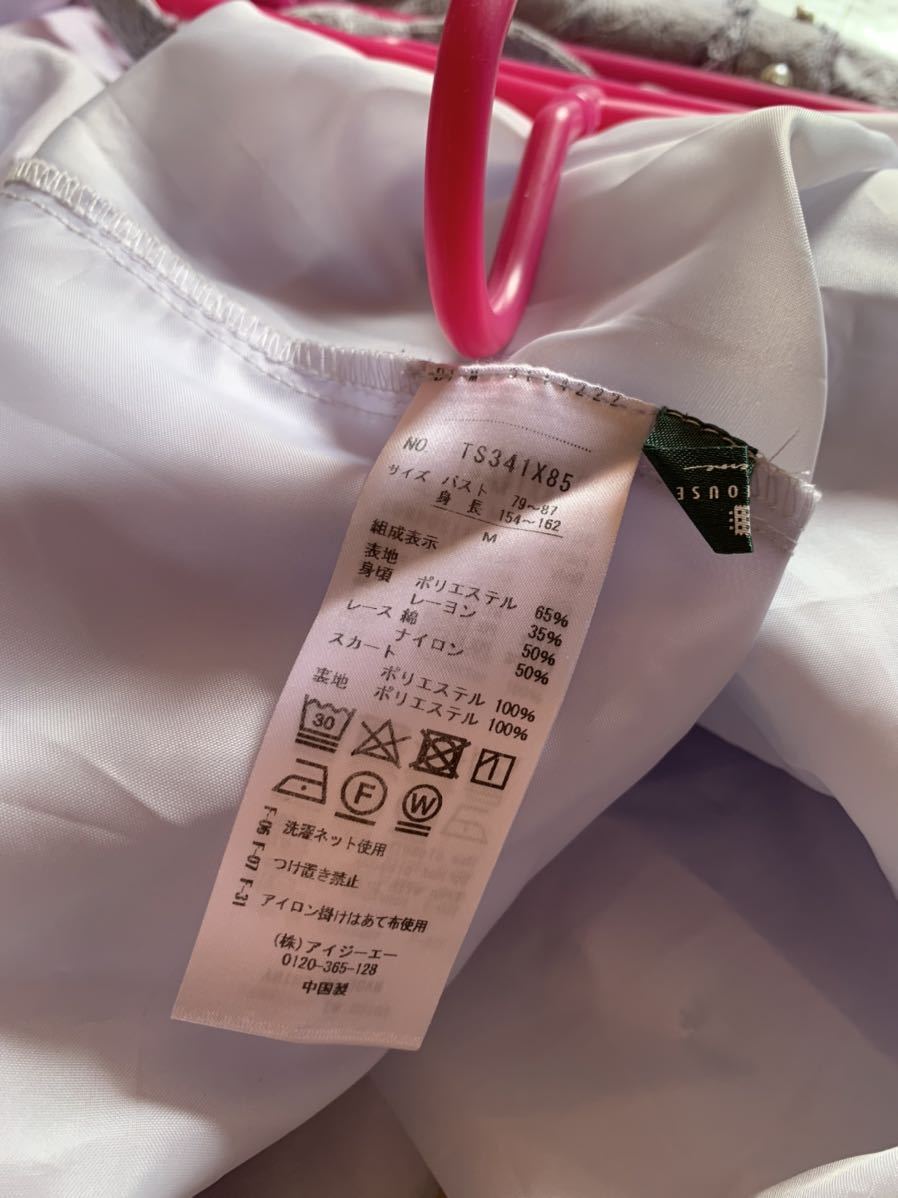 NO. TS341X85
サイズ バスト 79~87
身長 154~162
M
組成表示
表地
身頃 ポリエステル 65%
レーヨン 35%
レース 綿 50%
ナイロン 50%
スカート ポリエステル 100%
裏地 ポリエステル 100%
30
F W
F-06 F-07 F-31
洗濯ネット使用
つけ置き禁止
アイロン掛けはあて布使用
(株)アイジーエー
0120-365-128
中国製
OUSE